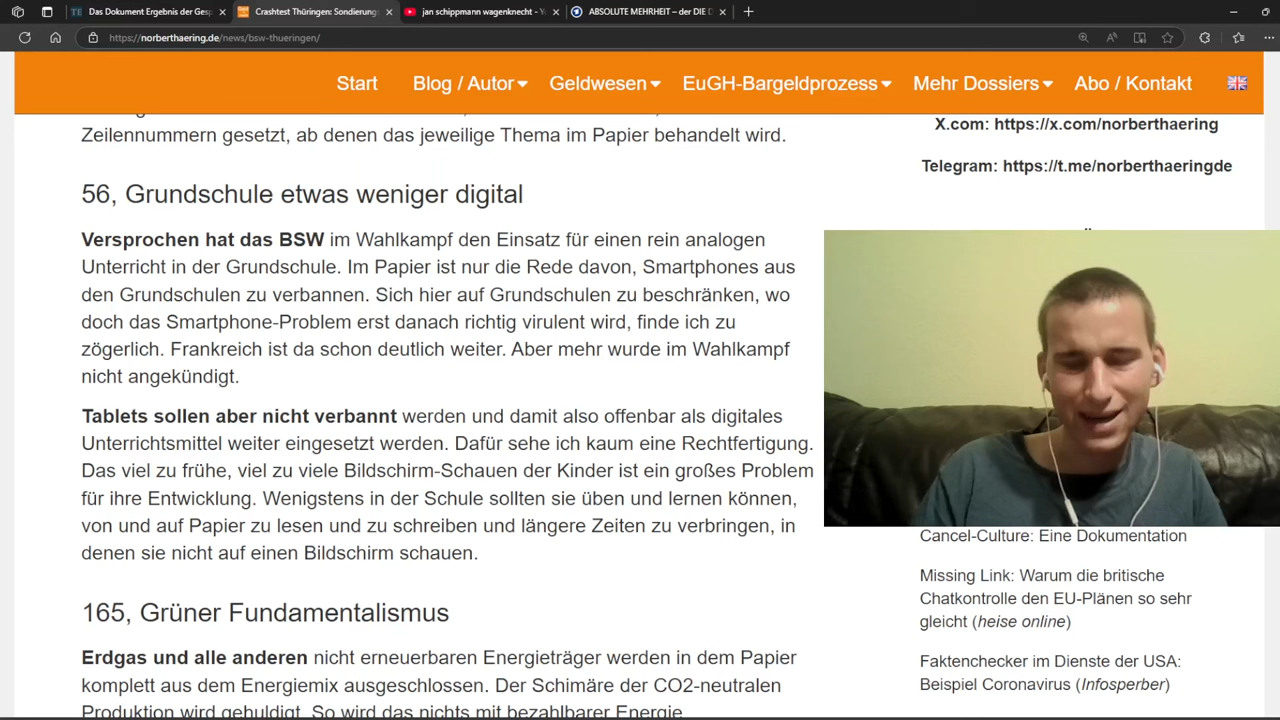 Das Dokument Ergebnis der Gesp
Crashtest Thüringen: Sondierungs
jan schippmann wagenknecht - Y
ABSOLUTE MEHRHEIT – der DIE D
https://norberthaering.de/news/bsw-thueringen/
Start
Blog / Autor
Geldwesen
EuGH-Bargeldprozess
Mehr Dossiers
Abo / Kontakt
Zeilennummern gesetzt, ab denen das jeweilige Thema im Papier behandelt wird.
56, Grundschule etwas weniger digital
Versprochen hat das BSW im Wahlkampf den Einsatz für einen rein analogen
Unterricht in der Grundschule. Im Papier ist nur die Rede davon, Smartphones aus
den Grundschulen zu verbannen. Sich hier auf Grundschulen zu beschränken, wo
doch das Smartphone-Problem erst danach richtig virulent wird, finde ich zu
zögerlich. Frankreich ist da schon deutlich weiter. Aber mehr wurde im Wahlkampf
nicht angekündigt.
Tablets sollen aber nicht verbannt werden und damit also offenbar als digitales
Unterrichtsmittel weiter eingesetzt werden. Dafür sehe ich kaum eine Rechtfertigung.
Das viel zu frühe, viel zu viele Bildschirm-Schauen der Kinder ist ein großes Problem
für ihre Entwicklung. Wenigstens in der Schule sollten sie üben und lernen können,
von und auf Papier zu lesen und zu schreiben und längere Zeiten zu verbringen, in
denen sie nicht auf einen Bildschirm schauen.
165, Grüner Fundamentalismus
Erdgas und alle anderen nicht erneuerbaren Energieträger werden in dem Papier
komplett aus dem Energiemix ausgeschlossen. Der Schimäre der CO2-neutralen
Produktion wird gehuldigt. So wird das nichts mit bezahlbarer Energie
X.com: https://x.com/norberthaering
Telegram: https://t.me/norberthaeringde
Cancel-Culture: Eine Dokumentation
Missing Link: Warum die britische
Chatkontrolle den EU-Plänen so sehr
gleicht (heise online)
Faktenchecker im Dienste der USA:
Beispiel Coronavirus (Infosperber)